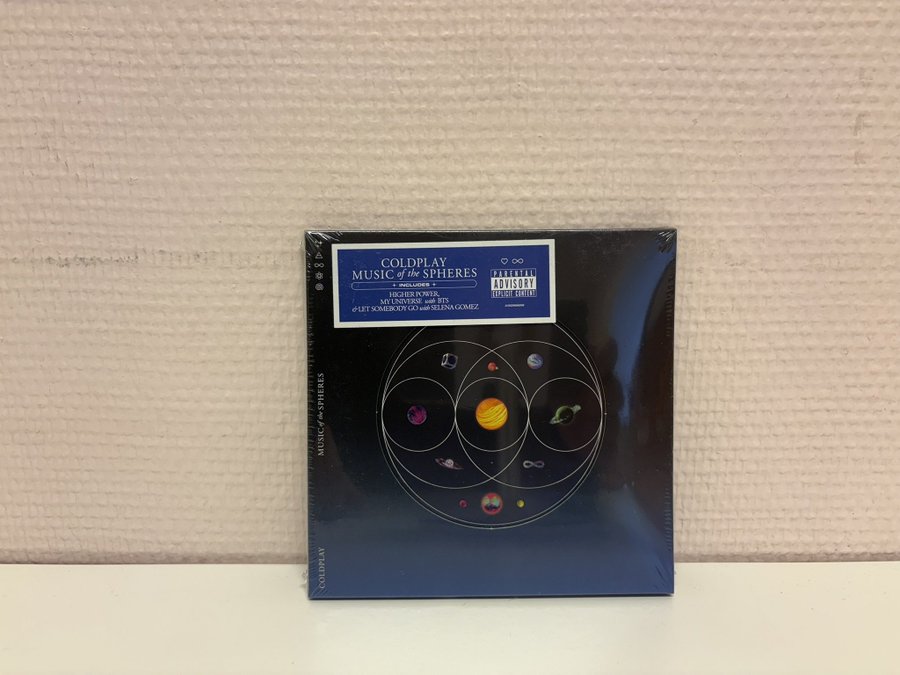 COLDPLAY
MUSIC of the SPHERES
INCLUDES
HIGHER POWER,
MY UNIVERSE with BTS
& LET SOMEBODY GO with SELENA GOMEZ
PARENTAL
ADVISORY
EXPLICIT CONTENT
MUSIC of the SPHERES
COLDPLAY